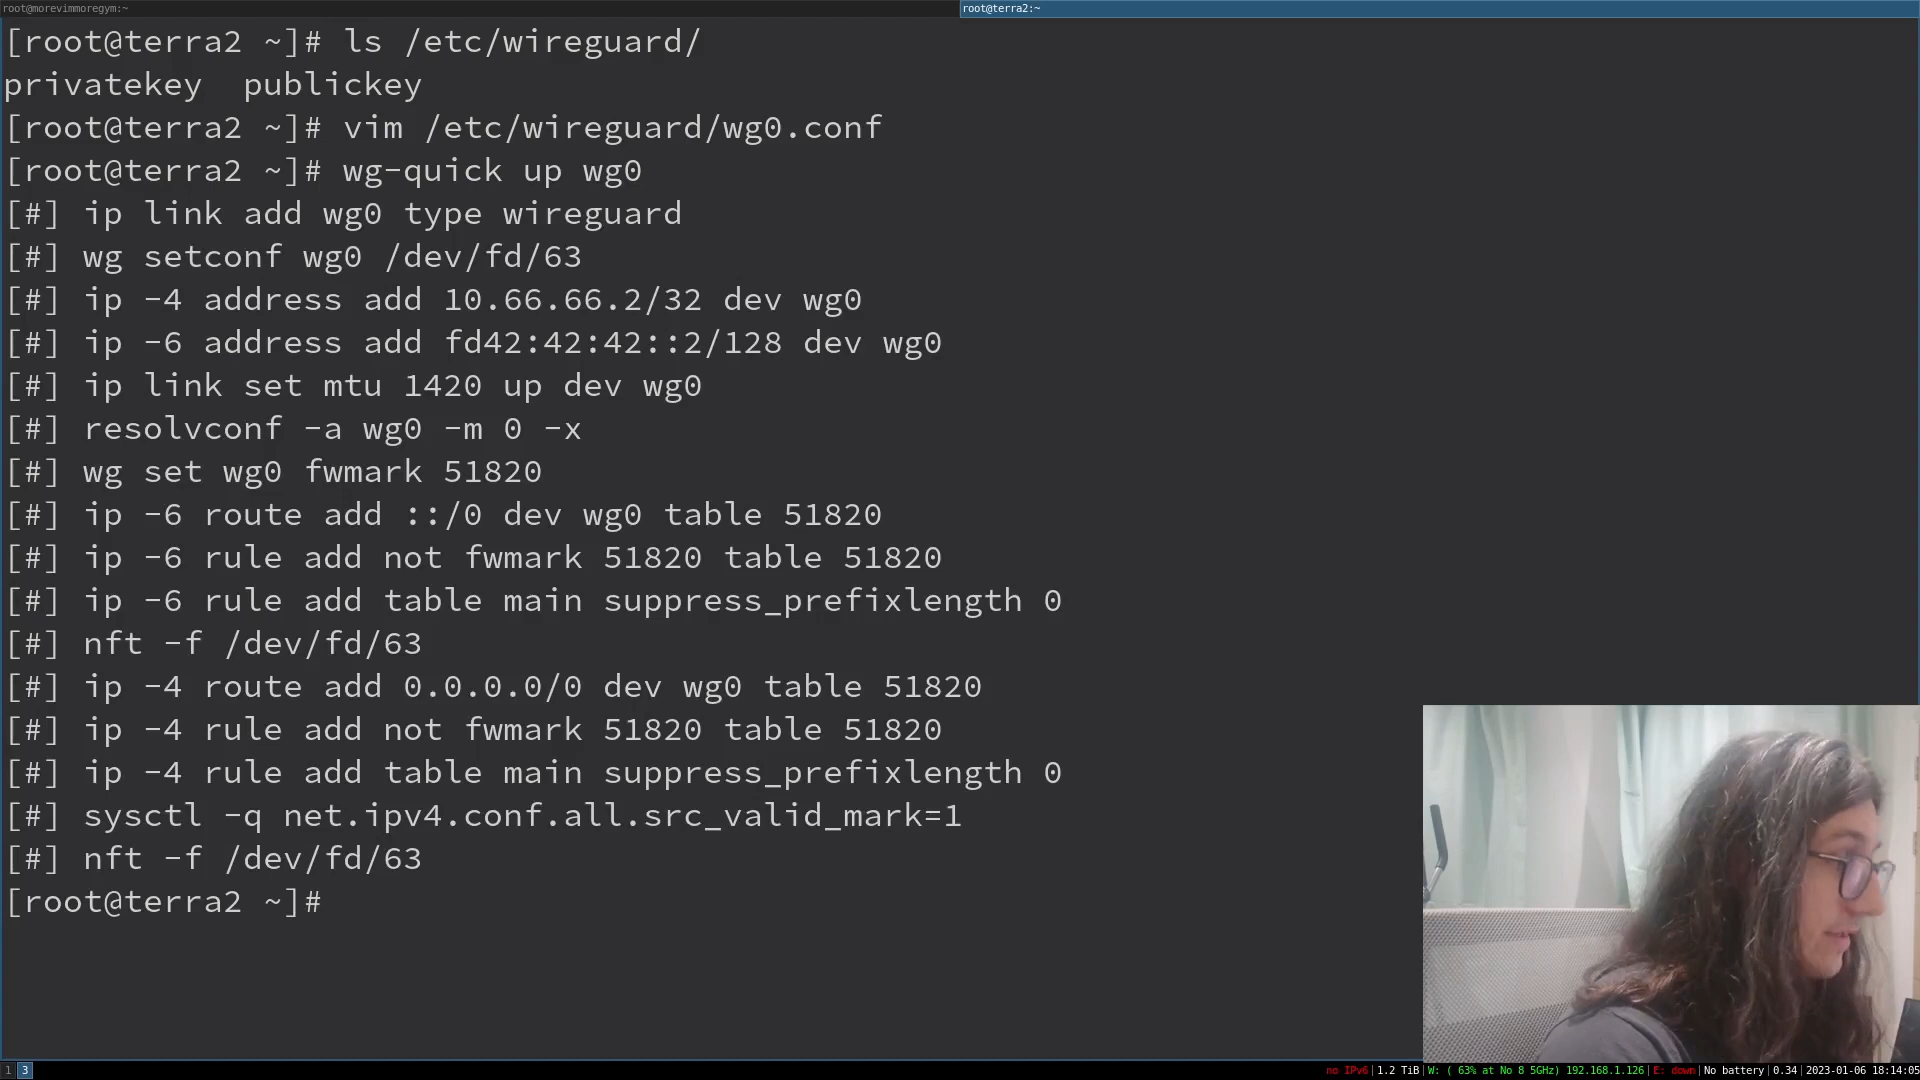 root@morevimmoregym:~
root@terra2:~
[root@terra2 ~]# ls /etc/wireguard/
privatekey  publickey
[root@terra2 ~]# vim /etc/wireguard/wg0.conf
[root@terra2 ~]# wg-quick up wg0
[#] ip link add wg0 type wireguard
[#] wg setconf wg0 /dev/fd/63
[#] ip -4 address add 10.66.66.2/32 dev wg0
[#] ip -6 address add fd42:42:42::2/128 dev wg0
[#] ip link set mtu 1420 up dev wg0
[#] resolvconf -a wg0 -m 0 -x
[#] wg set wg0 fwmark 51820
[#] ip -6 route add ::/0 dev wg0 table 51820
[#] ip -6 rule add not fwmark 51820 table 51820
[#] ip -6 rule add table main suppress_prefixlength 0
[#] nft -f /dev/fd/63
[#] ip -4 route add 0.0.0.0/0 dev wg0 table 51820
[#] ip -4 rule add not fwmark 51820 table 51820
[#] ip -4 rule add table main suppress_prefixlength 0
[#] sysctl -q net.ipv4.conf.all.src_valid_mark=1
[#] nft -f /dev/fd/63
[root@terra2 ~]#
1 3
no IPv6|1.2 TiB|W: ( 63% at No 8 5GHz) 192.168.1.126|E: down|No battery|0.34|2023-01-06 18:14:05